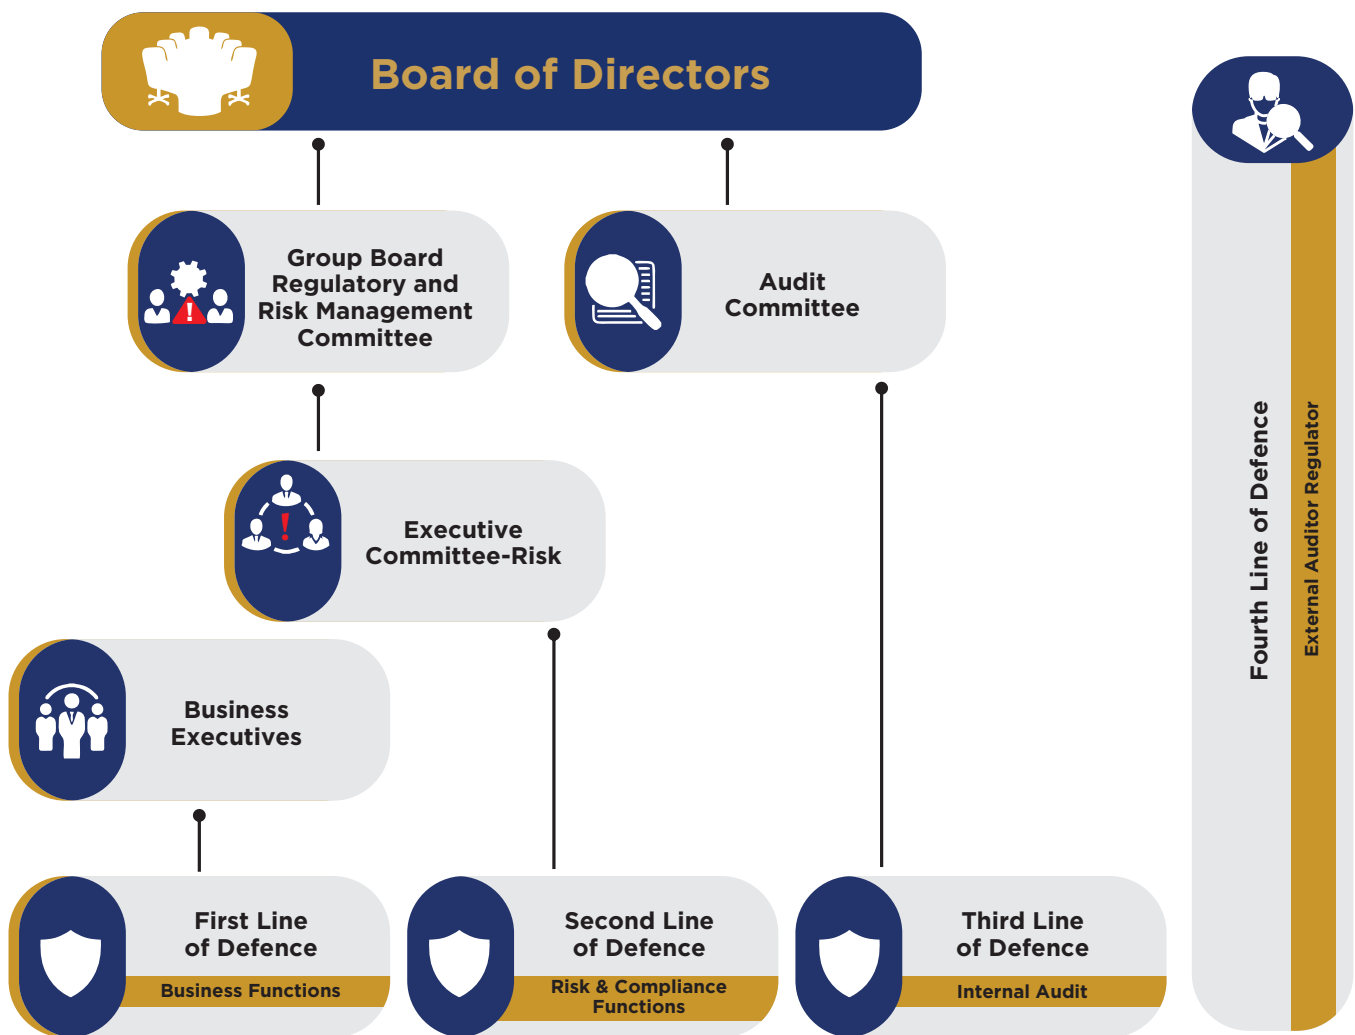 Board of Directors
Group Board
Regulatory and
Risk Management
Committee
Audit
Committee
Executive
Committee-Risk
Business
Executives
First Line
of Defence
Business Functions
Second Line
of Defence
Risk & Compliance
Functions
Third Line
of Defence
Internal Audit
Fourth Line of Defence
External Auditor Regulator